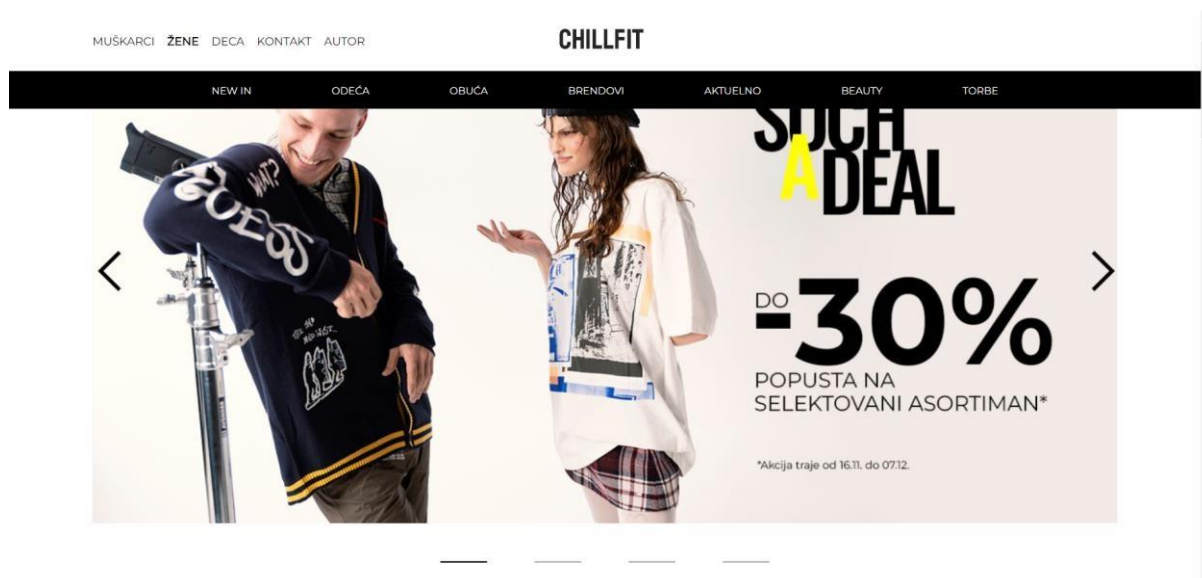 MUŠKARCI ŽENE DECA KONTAKT AUTOR
CHILLFIT
NEW IN ODEĆA OBUĆA BRENDOVI AKTUELNO BEAUTY TORBE
SUCH
A DEAL
DO
-30%
POPUSTA NA
SELEKTOVANI ASORTIMAN*
*Akcija traje od 16.11. do 07.12.
WHAT?